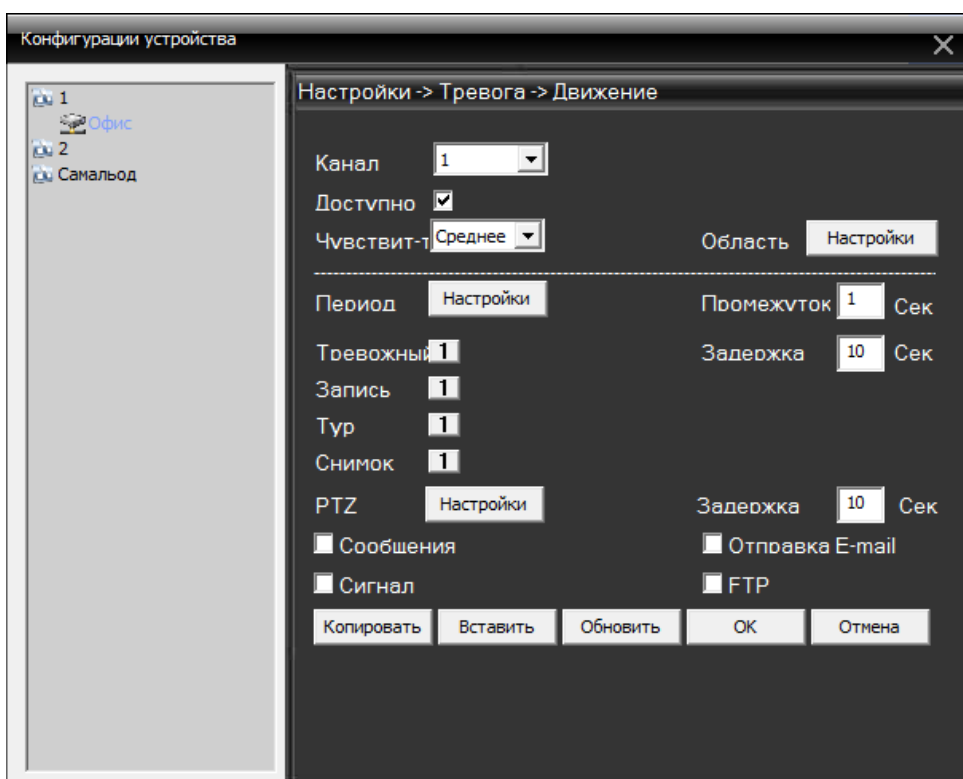 Конфигурации устройства
1
Офис
2
Самальод
Настройки -> Тревога -> Движение
Канал 1
Доступно
Чувствит-т Среднее Область Настройки
Период Настройки Промежуток 1 Сек
Тревожный 1 Задержка 10 Сек
Запись 1
Тур 1
Снимок 1
PTZ Настройки Задержка 10 Сек
Сообщения Отправка E-mail
Сигнал FTP
Копировать Вставить Обновить OK Отмена